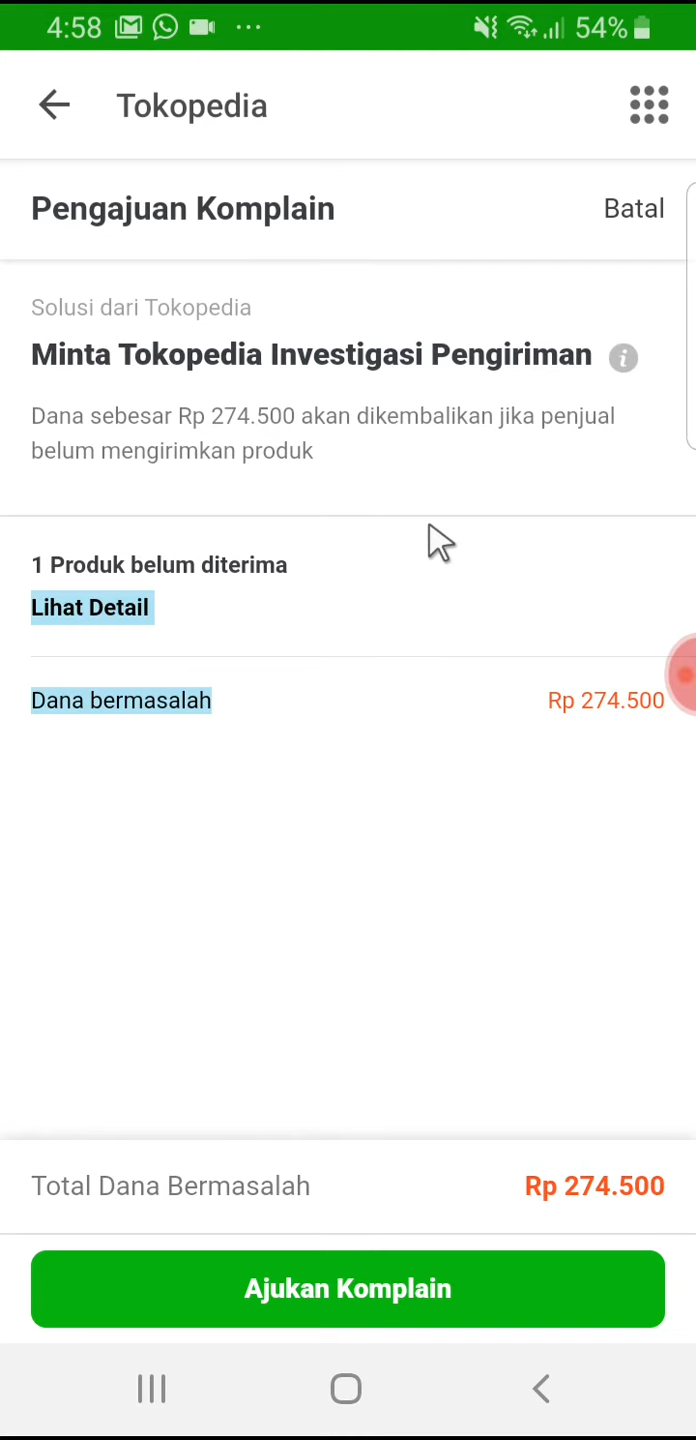 4:58 ... 54%
Tokopedia
Pengajuan Komplain Batal
Solusi dari Tokopedia
Minta Tokopedia Investigasi Pengiriman i
Dana sebesar Rp 274.500 akan dikembalikan jika penjual
belum mengirimkan produk
1 Produk belum diterima
Lihat Detail
Dana bermasalah Rp 274.500
Total Dana Bermasalah Rp 274.500
Ajukan Komplain